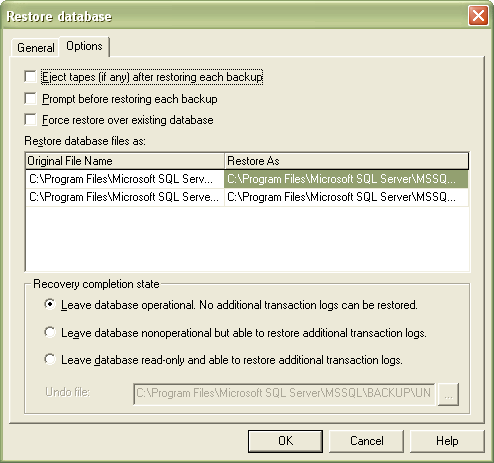 Restore database
General Options
Eject tapes (if any) after restoring each backup
Prompt before restoring each backup
Force restore over existing database
Restore database files as:
Original File Name Restore As
C:\Program Files\Microsoft SQL Serv... C:\Program Files\Microsoft SQL Server\MSSQ...
C:\Program Files\Microsoft SQL Serve... C:\Program Files\Microsoft SQL Server\MSSQ...
Recovery completion state
Leave database operational. No additional transaction logs can be restored.
Leave database nonoperational but able to restore additional transaction logs.
Leave database read-only and able to restore additional transaction logs.
Undo file: C:\Program Files\Microsoft SQL Server\MSSQL\BACKUP\UN ...
OK Cancel Help